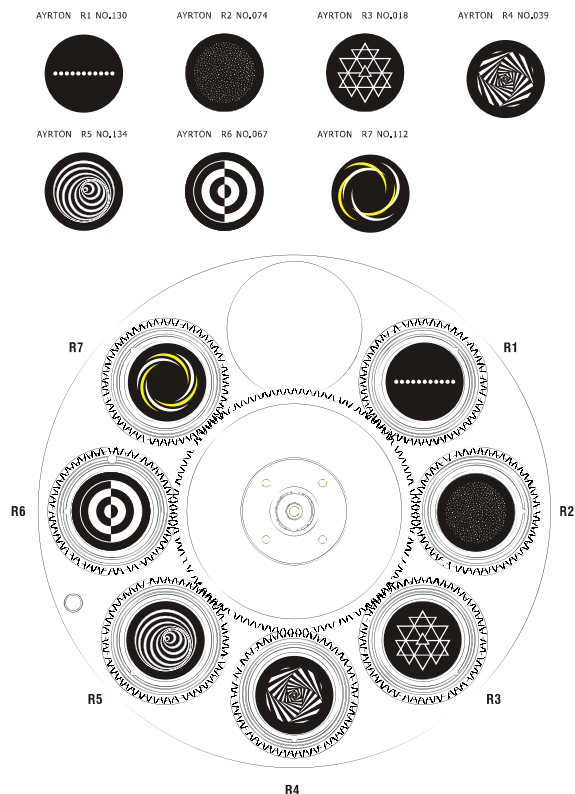 AYRTON R1 NO.130
AYRTON R2 NO.074
AYRTON R3 NO.018
AYRTON R4 NO.039
AYRTON R5 NO.134
AYRTON R6 NO.067
AYRTON R7 NO.112
R7
R1
R6
R2
R5
R3
R4